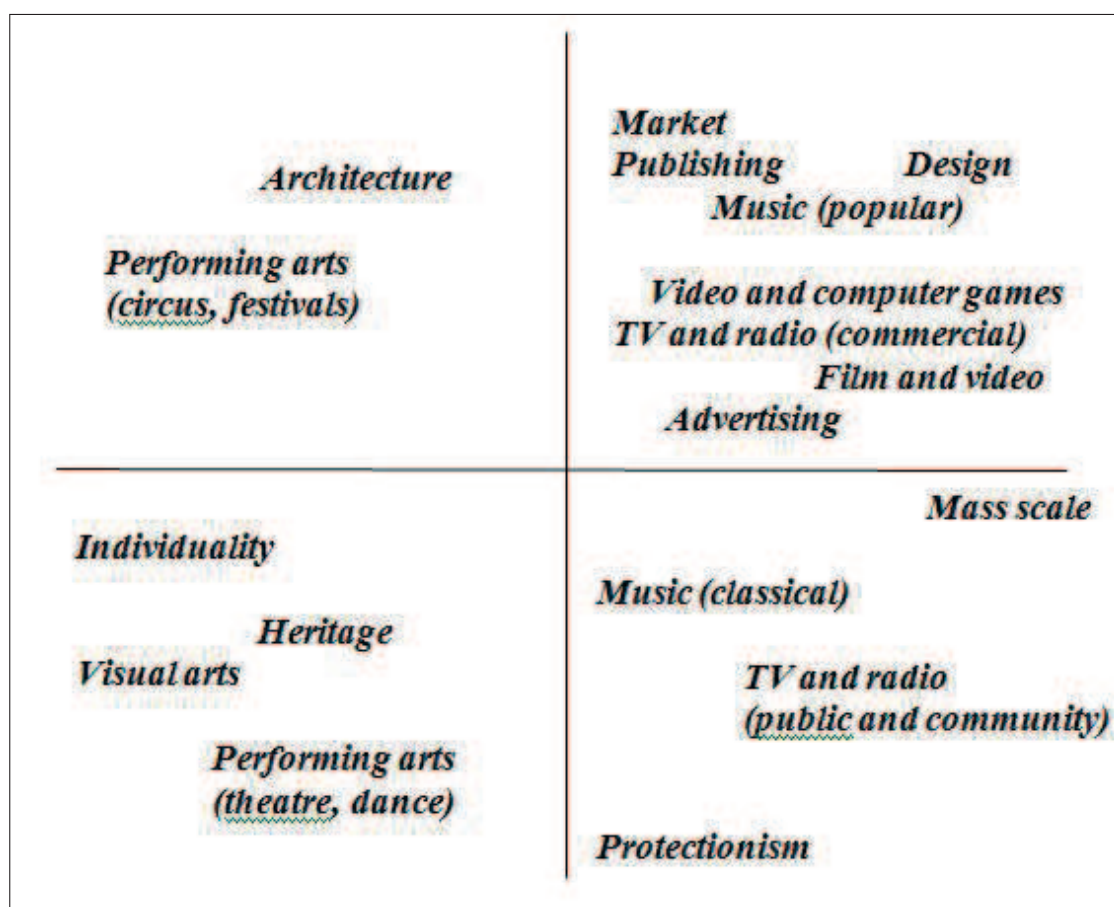 Market
Architecture
Publishing
Design
Music (popular)
Performing arts
(circus, festivals)
Video and computer games
TV and radio (commercial)
Film and video
Advertising
Mass scale
Individuality
Music (classical)
Heritage
Visual arts
TV and radio
(public and community)
Performing arts
(theatre, dance)
Protectionism